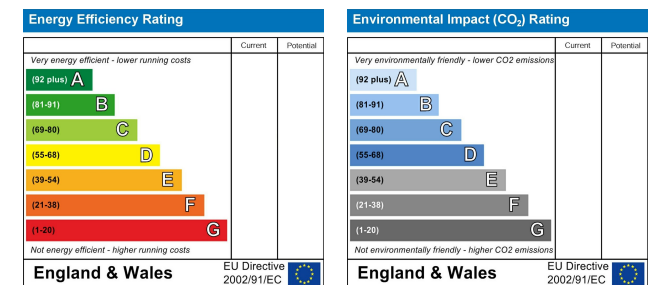 Energy Efficiency Rating
Current Potential
Very energy efficient - lower running costs
(92 plus) A
(81-91) B
(69-80) C
(55-68) D
(39-54) E
(21-38) F
(1-20) G
Not energy efficient - higher running costs
England & Wales
EU Directive
2002/91/EC
Environmental Impact (CO₂) Rating
Current Potential
Very environmentally friendly - lower CO2 emissions
(92 plus) A
(81-91) B
(69-80) C
(55-68) D
(39-54) E
(21-38) F
(1-20) G
Not environmentally friendly - higher CO2 emissions
England & Wales
EU Directive
2002/91/EC